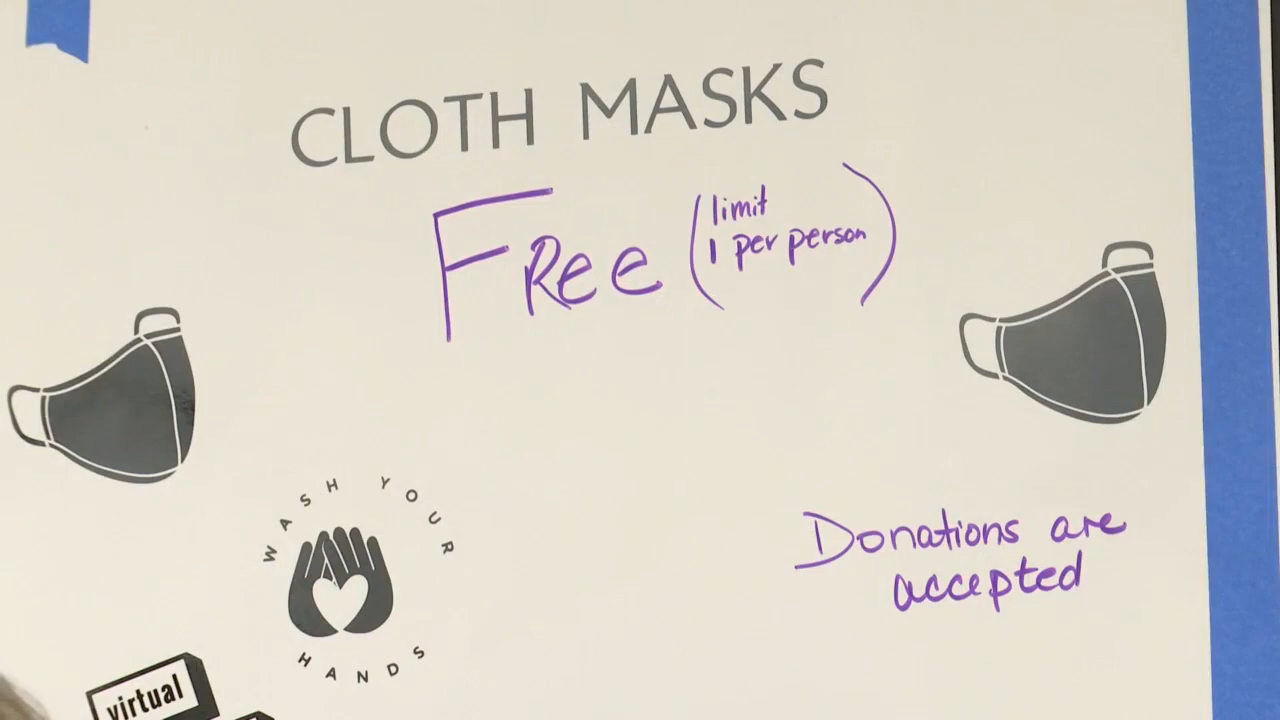 CLOTH MASKS
FRee (limit
1 per person)
WASH YOUR
HANDS
Donations are
accepted
virtual